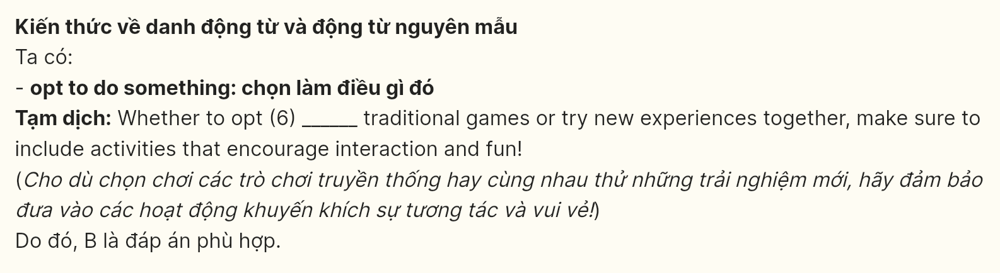 Kiến thức về danh động từ và động từ nguyên mẫu
Ta có:
- opt to do something: chọn làm điều gì đó
Tạm dịch: Whether to opt (6) ______ traditional games or try new experiences together, make sure to
include activities that encourage interaction and fun!
(Cho dù chọn chơi các trò chơi truyền thống hay cùng nhau thử những trải nghiệm mới, hãy đảm bảo
đưa vào các hoạt động khuyến khích sự tương tác và vui vẻ!)
Do đó, B là đáp án phù hợp.